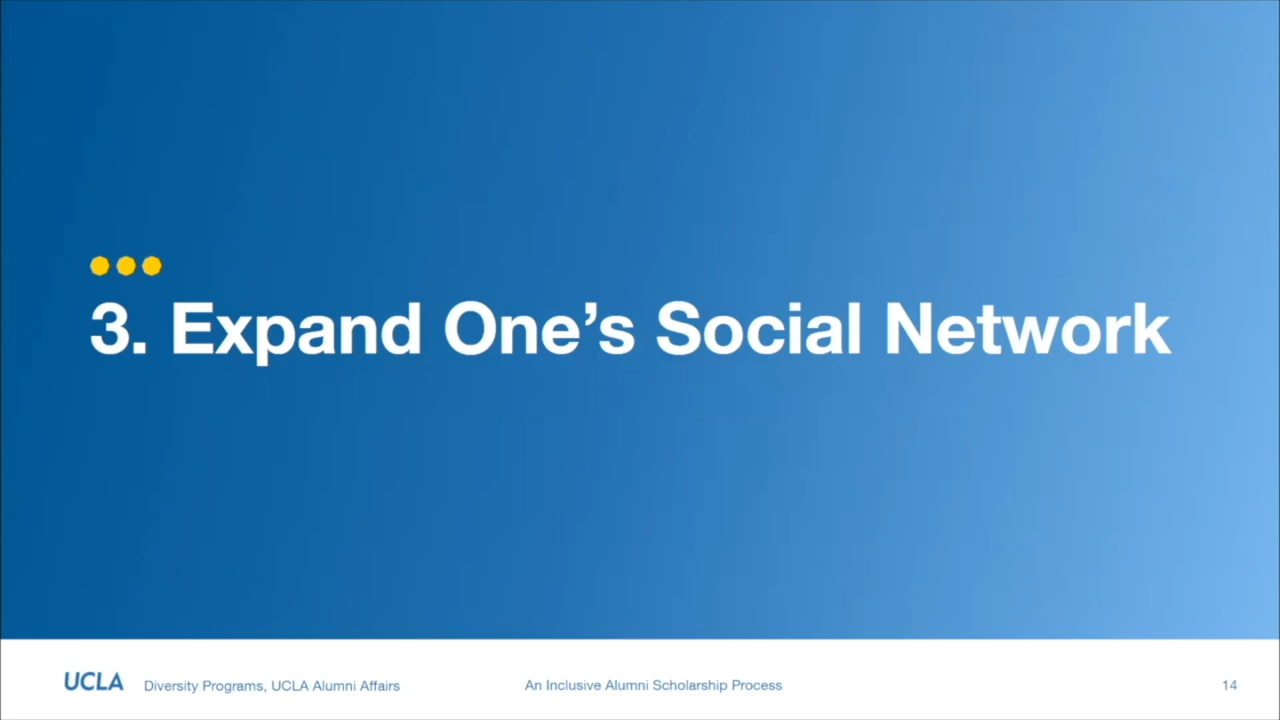 3. Expand One’s Social Network
UCLA Diversity Programs, UCLA Alumni Affairs An Inclusive Alumni Scholarship Process 14